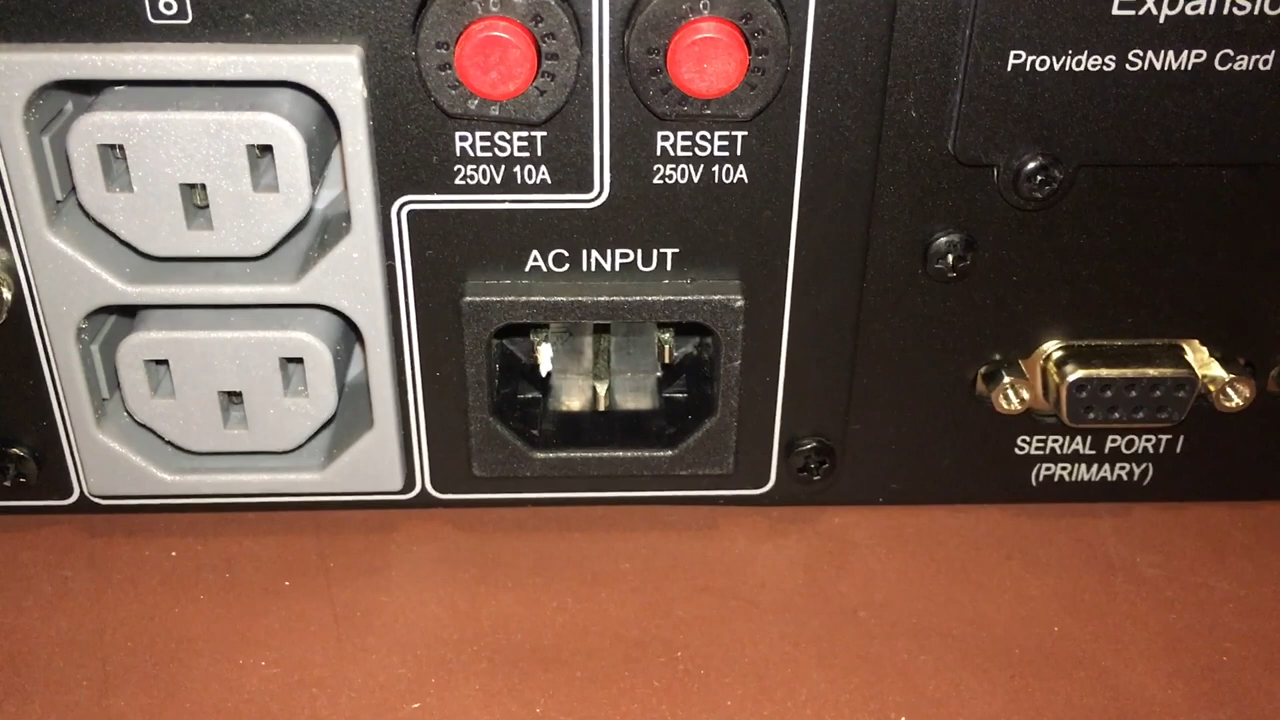 6
RESET
250V 10A
RESET
250V 10A
Provides SNMP Card
AC INPUT
SERIAL PORT I
(PRIMARY)